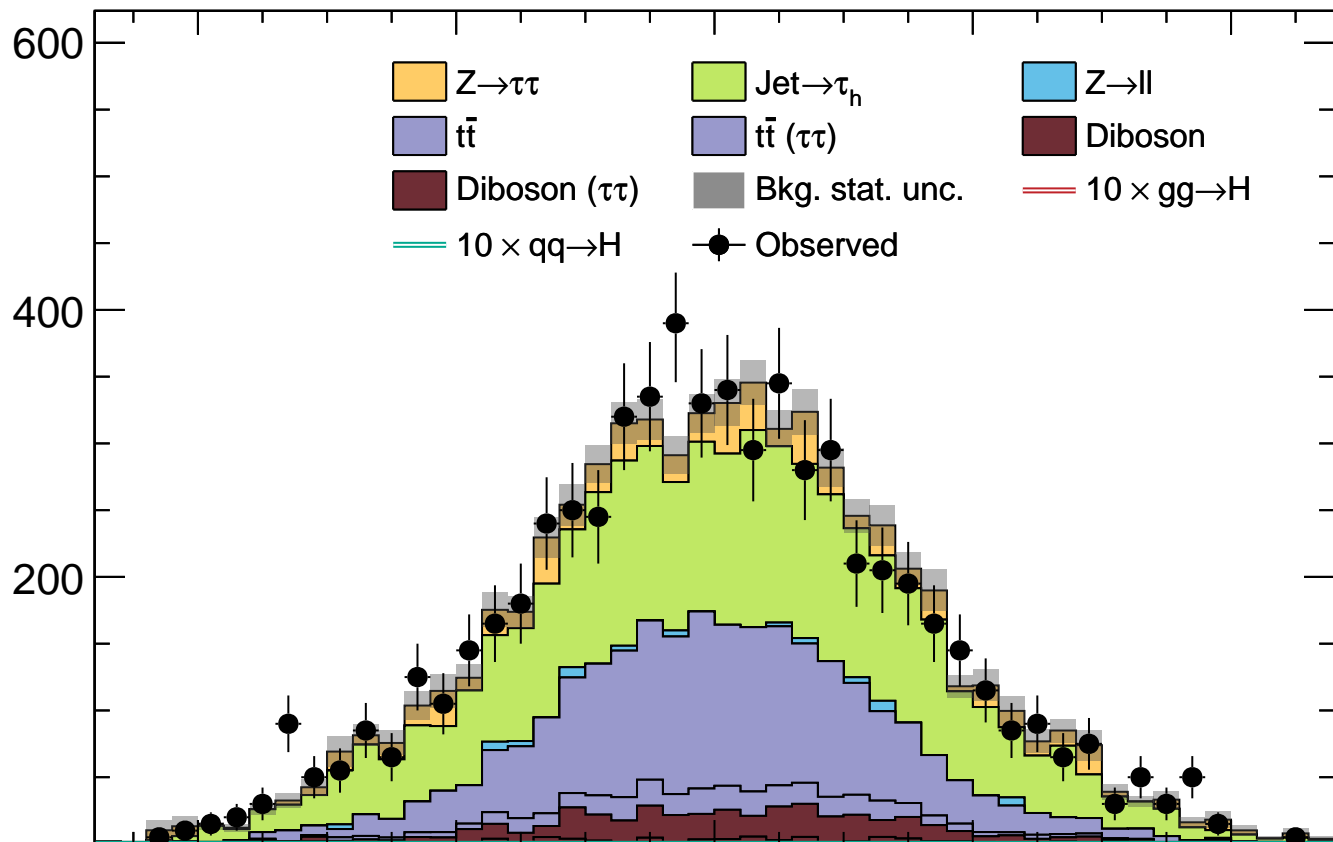 600
Z→ττ Jet→τh Z→ll
tt̄ tt̄ (ττ) Diboson
Diboson (ττ) Bkg. stat. unc. 10 × gg→H
10 × qq→H Observed
400
200